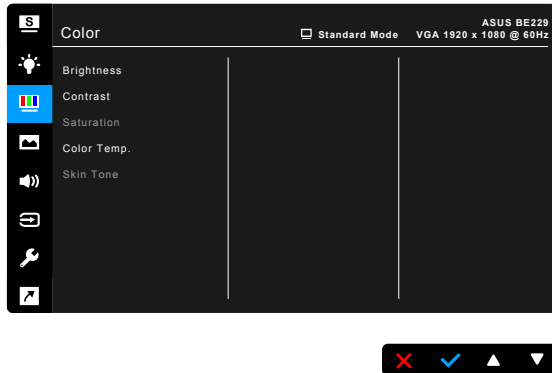 S
Color
Standard Mode
ASUS BE229
VGA 1920 x 1080 @ 60Hz
Brightness
Contrast
Saturation
Color Temp.
Skin Tone